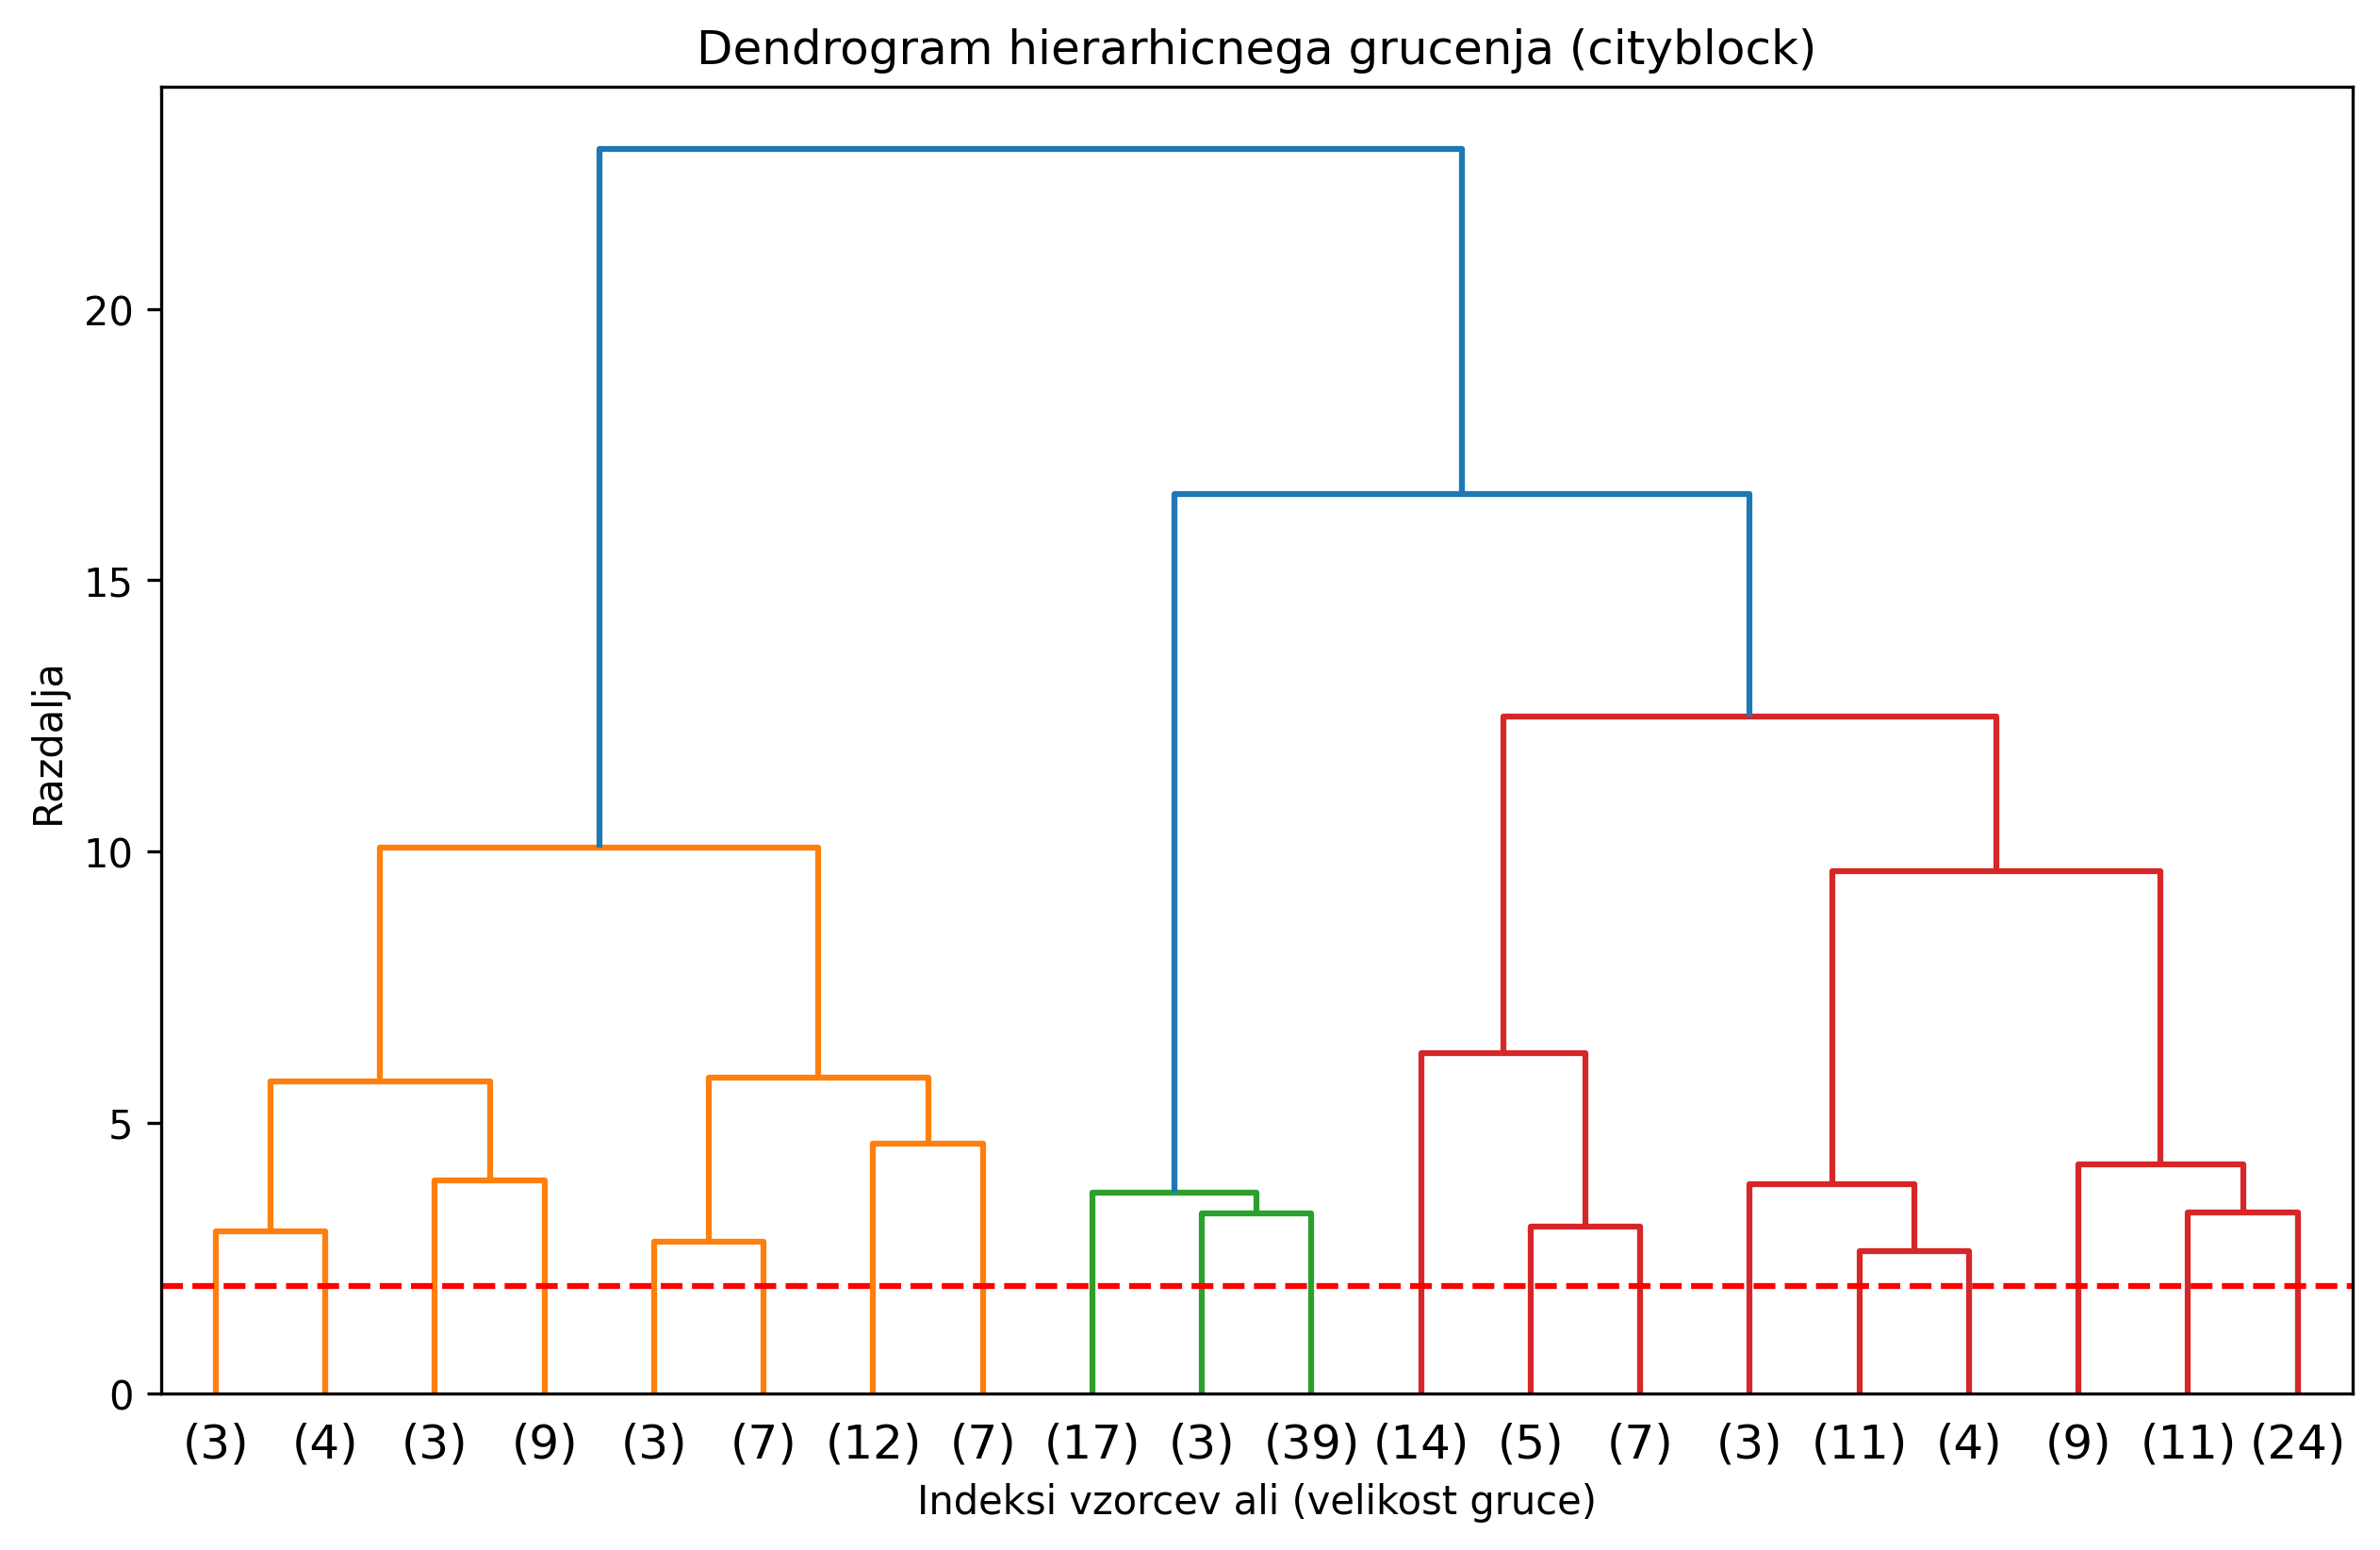 Dendrogram hierarhicnega grucenja (cityblock)
20
15
10
5
0
Razdalja
(3) (4) (3) (9) (3) (7) (12) (7) (17) (3) (39) (14) (5) (7) (3) (11) (4) (9) (11) (24)
Indeksi vzorcev ali (velikost gruce)